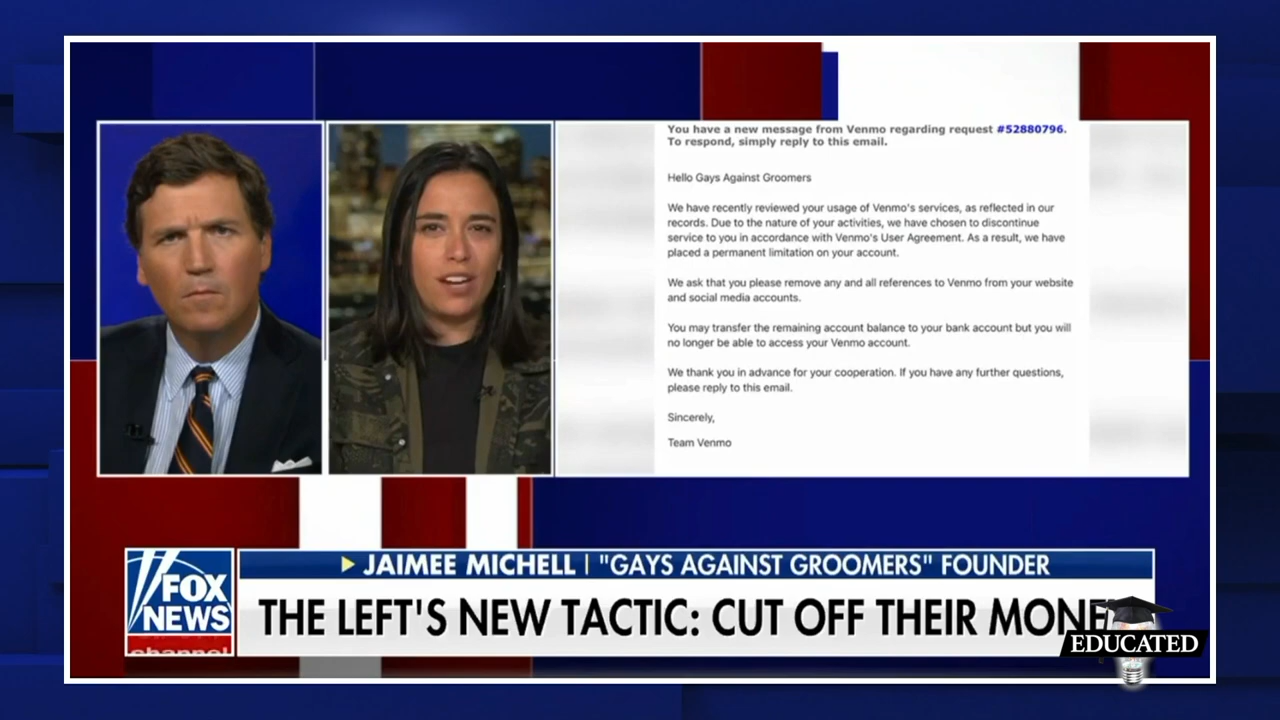 You have a new message from Venmo regarding request #52880796.
To respond, simply reply to this email.
Hello Gays Against Groomers
We have recently reviewed your usage of Venmo's services, as reflected in our
records. Due to the nature of your activities, we have chosen to discontinue
service to you in accordance with Venmo's User Agreement. As a result, we have
placed a permanent limitation on your account.
We ask that you please remove any and all references to Venmo from your website
and social media accounts.
You may transfer the remaining account balance to your bank account but you will
no longer be able to access your Venmo account.
We thank you in advance for your cooperation. If you have any further questions,
please reply to this email.
Sincerely,
Team Venmo
JAIMEE MICHELL | "GAYS AGAINST GROOMERS" FOUNDER
THE LEFT'S NEW TACTIC: CUT OFF THEIR
FOX
NEWS
channel
EDUCATED